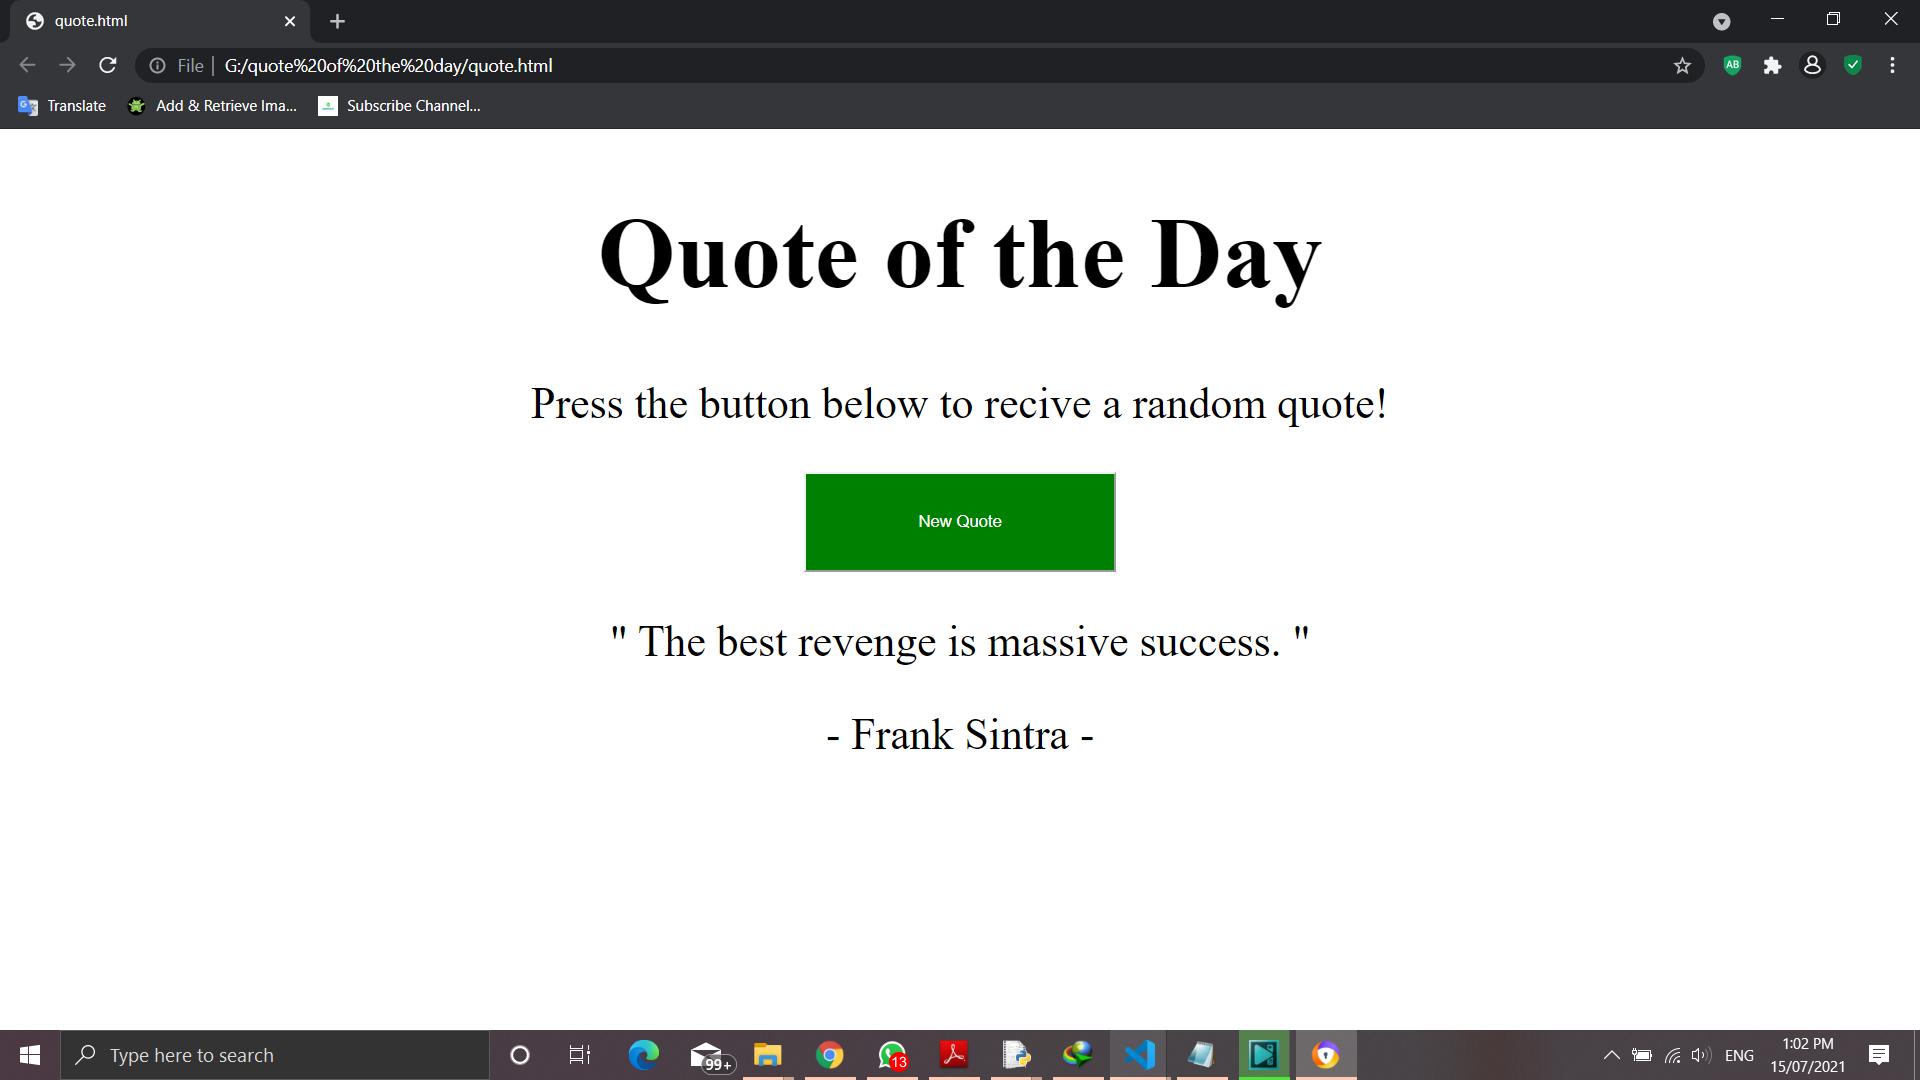 quote.html
File
G:/quote%20of%20the%20day/quote.html
AB
Translate
Add & Retrieve Ima...
Subscribe Channel...
Quote of the Day
Press the button below to recive a random quote!
New Quote
" The best revenge is massive success. "
- Frank Sintra -
Type here to search
99+
13
ENG
1:02 PM
15/07/2021